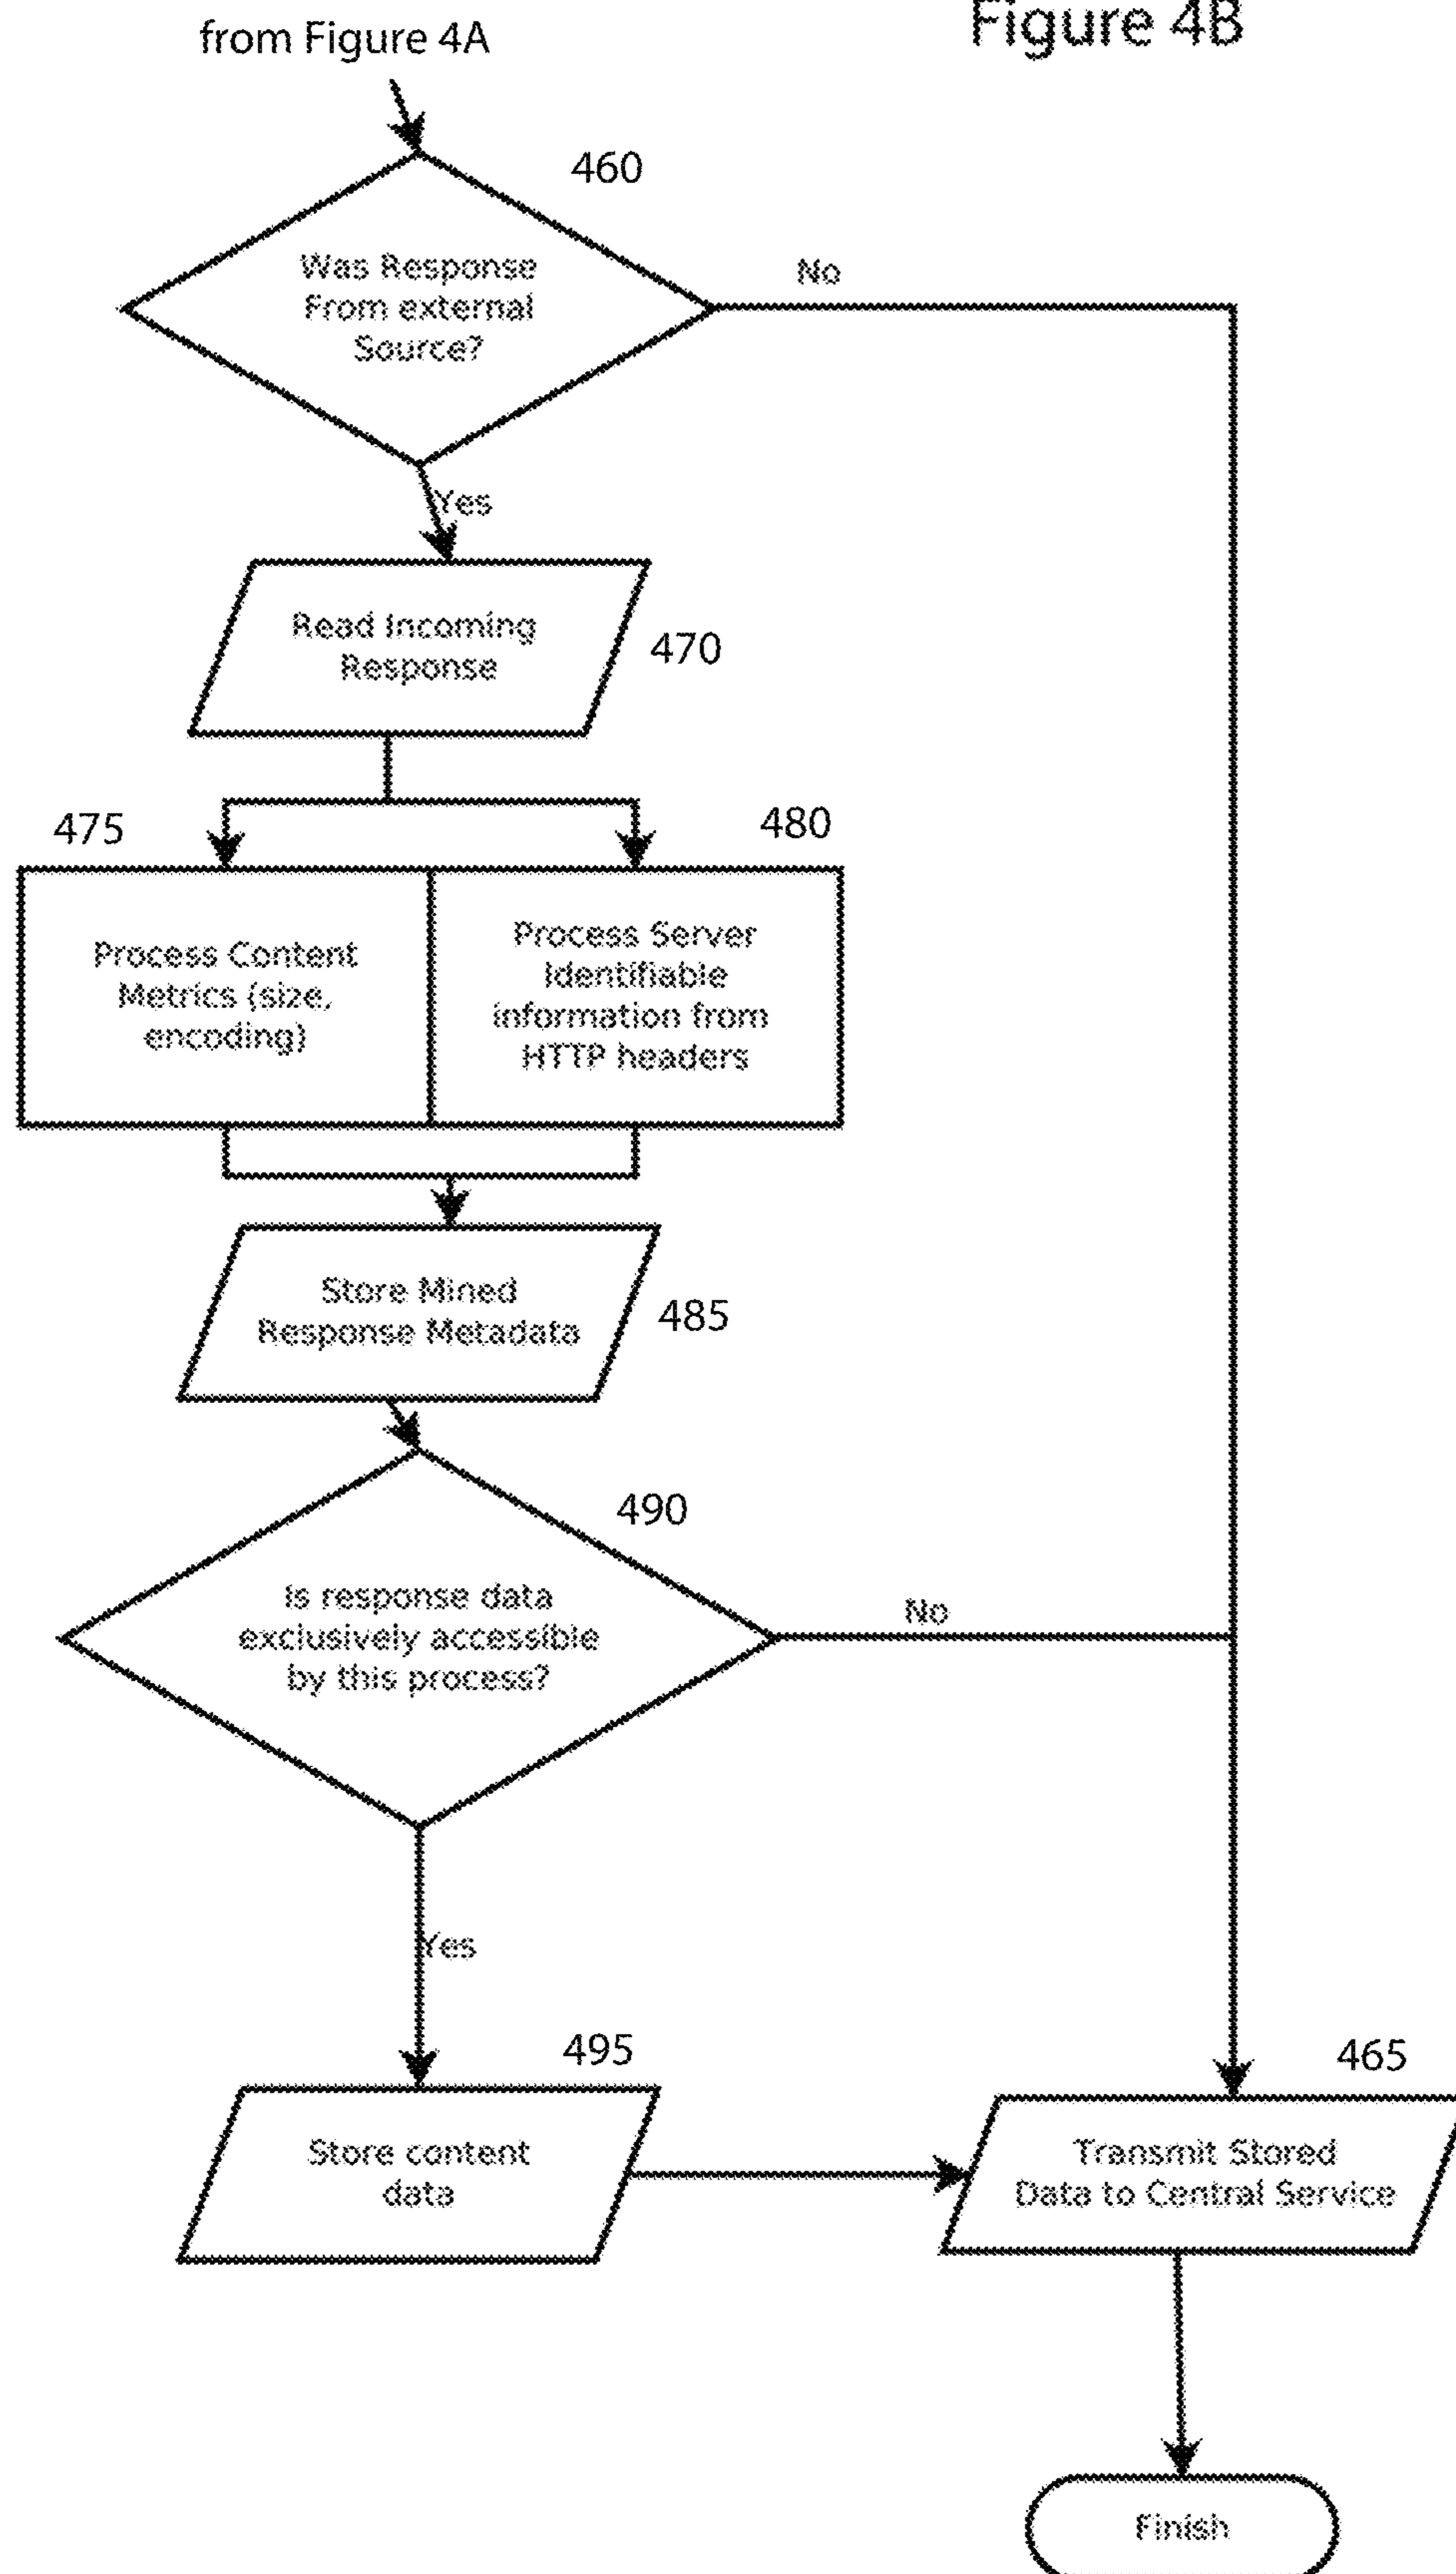 from Figure 4A
Figure 4B
460
Was Response
From external
Source?
No
Yes
Read Incoming
Response
470
475
480
Process Content
Metrics (size,
encoding)
Process Server
Identifiable
information from
HTTP headers
Store Mined
Response Metadata
485
490
Is response data
exclusively accessible
by this process?
No
Yes
495
465
Store content
data
Transmit Stored
Data to Central Service
Finish